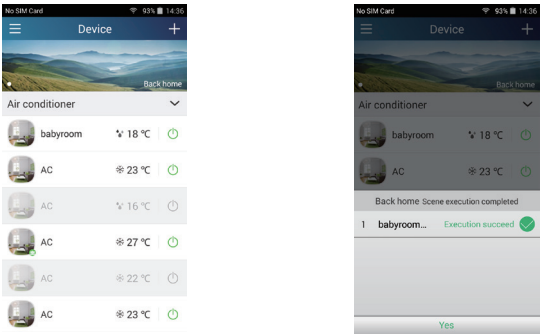 No SIM Card 93% 14:36
Device
Back home
Air conditioner
babyroom 18 ℃
AC 23 ℃
AC 16 ℃
AC 27 ℃
AC 22 ℃
AC 23 ℃
No SIM Card 93% 14:36
Device
Back home
Air conditioner
babyroom 18 ℃
AC 23 ℃
Back home Scene execution completed
1 babyroom... Execution succeed
Yes